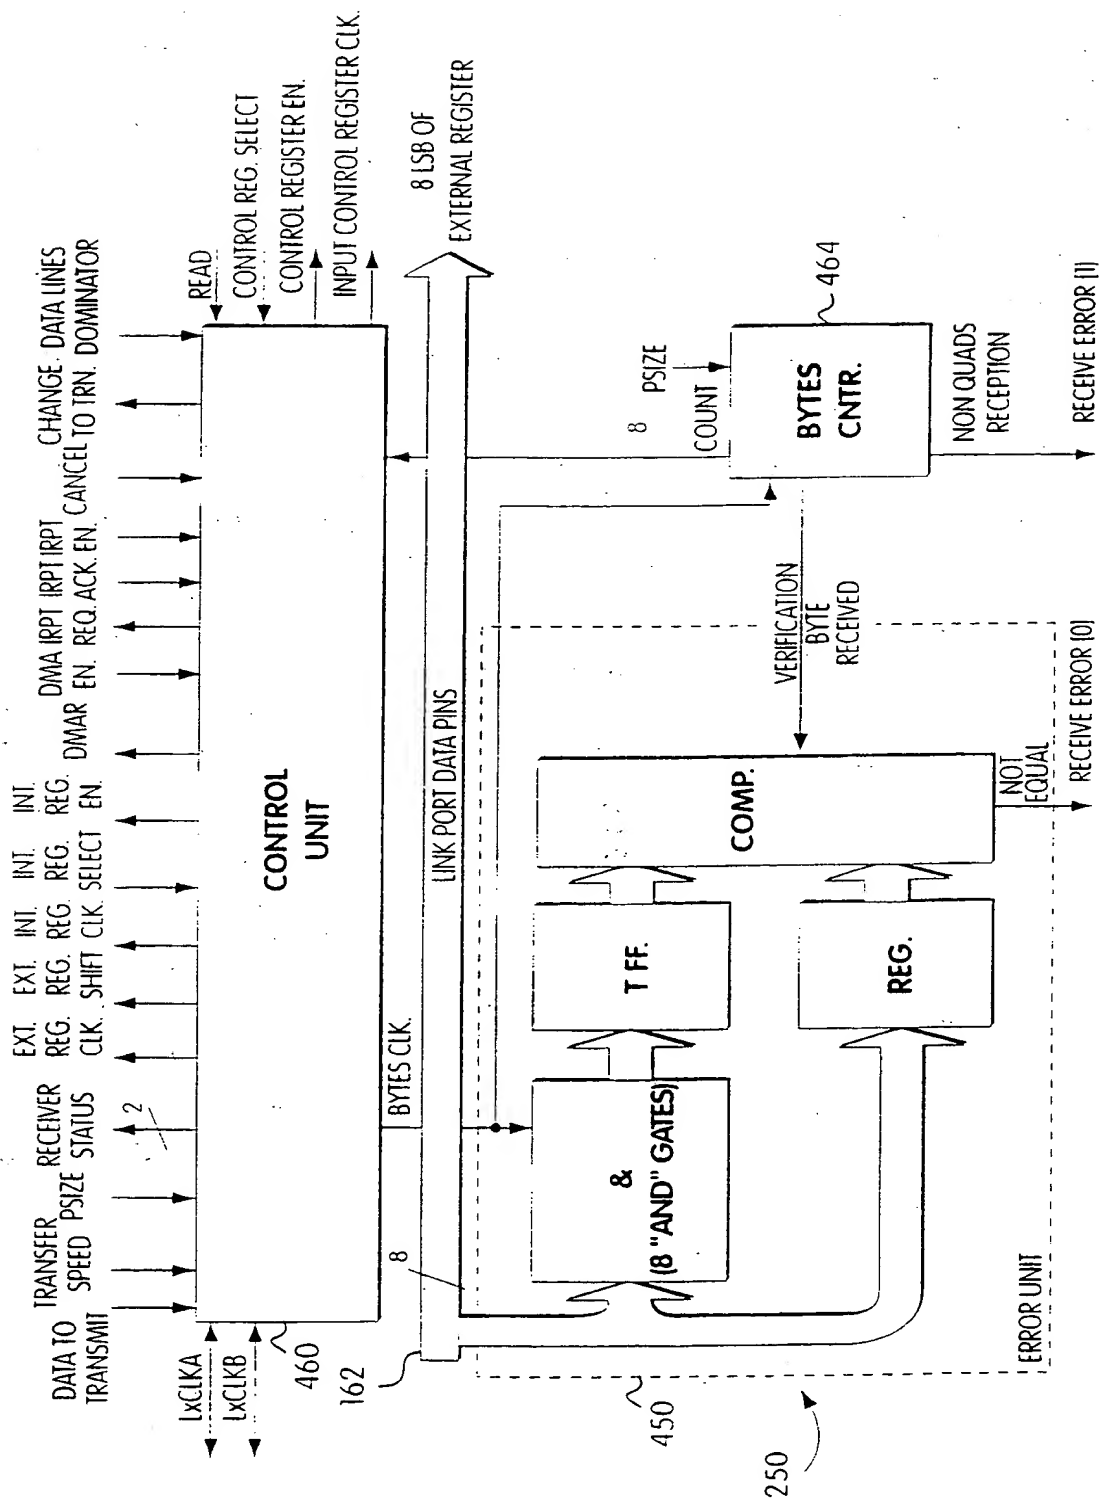 DATA TO
TRANSMIT
TRANSFER
SPEED
PSIZE
RECEIVER
STATUS
2
EXT.
REG.
CLK.
EXT.
REG.
SHIFT
INT.
REG.
CLK.
INT.
REG.
SELECT
INT.
REG.
EN.
DMAR
DMA
EN.
IRPT
REQ.
IRPT
ACK.
IRPT
EN.
CANCEL
CHANGE
TO TRN.
DATA LINES
DOMINATOR
LxCLKA
LxCLKB
460
CONTROL
UNIT
READ
CONTROL REG. SELECT
CONTROL REGISTER EN.
INPUT CONTROL REGISTER CLK.
162
BYTES CLK.
LINK PORT DATA PINS
8 LSB OF
EXTERNAL REGISTER
8
8
COUNT
PSIZE
BYTES
CNTR.
464
NON QUADS
RECEPTION
RECEIVE ERROR [1]
&
(8 "AND" GATES)
T FF.
REG.
COMP.
VERIFICATION
BYTE
RECEIVED
NOT
EQUAL
RECEIVE ERROR [0]
ERROR UNIT
450
250